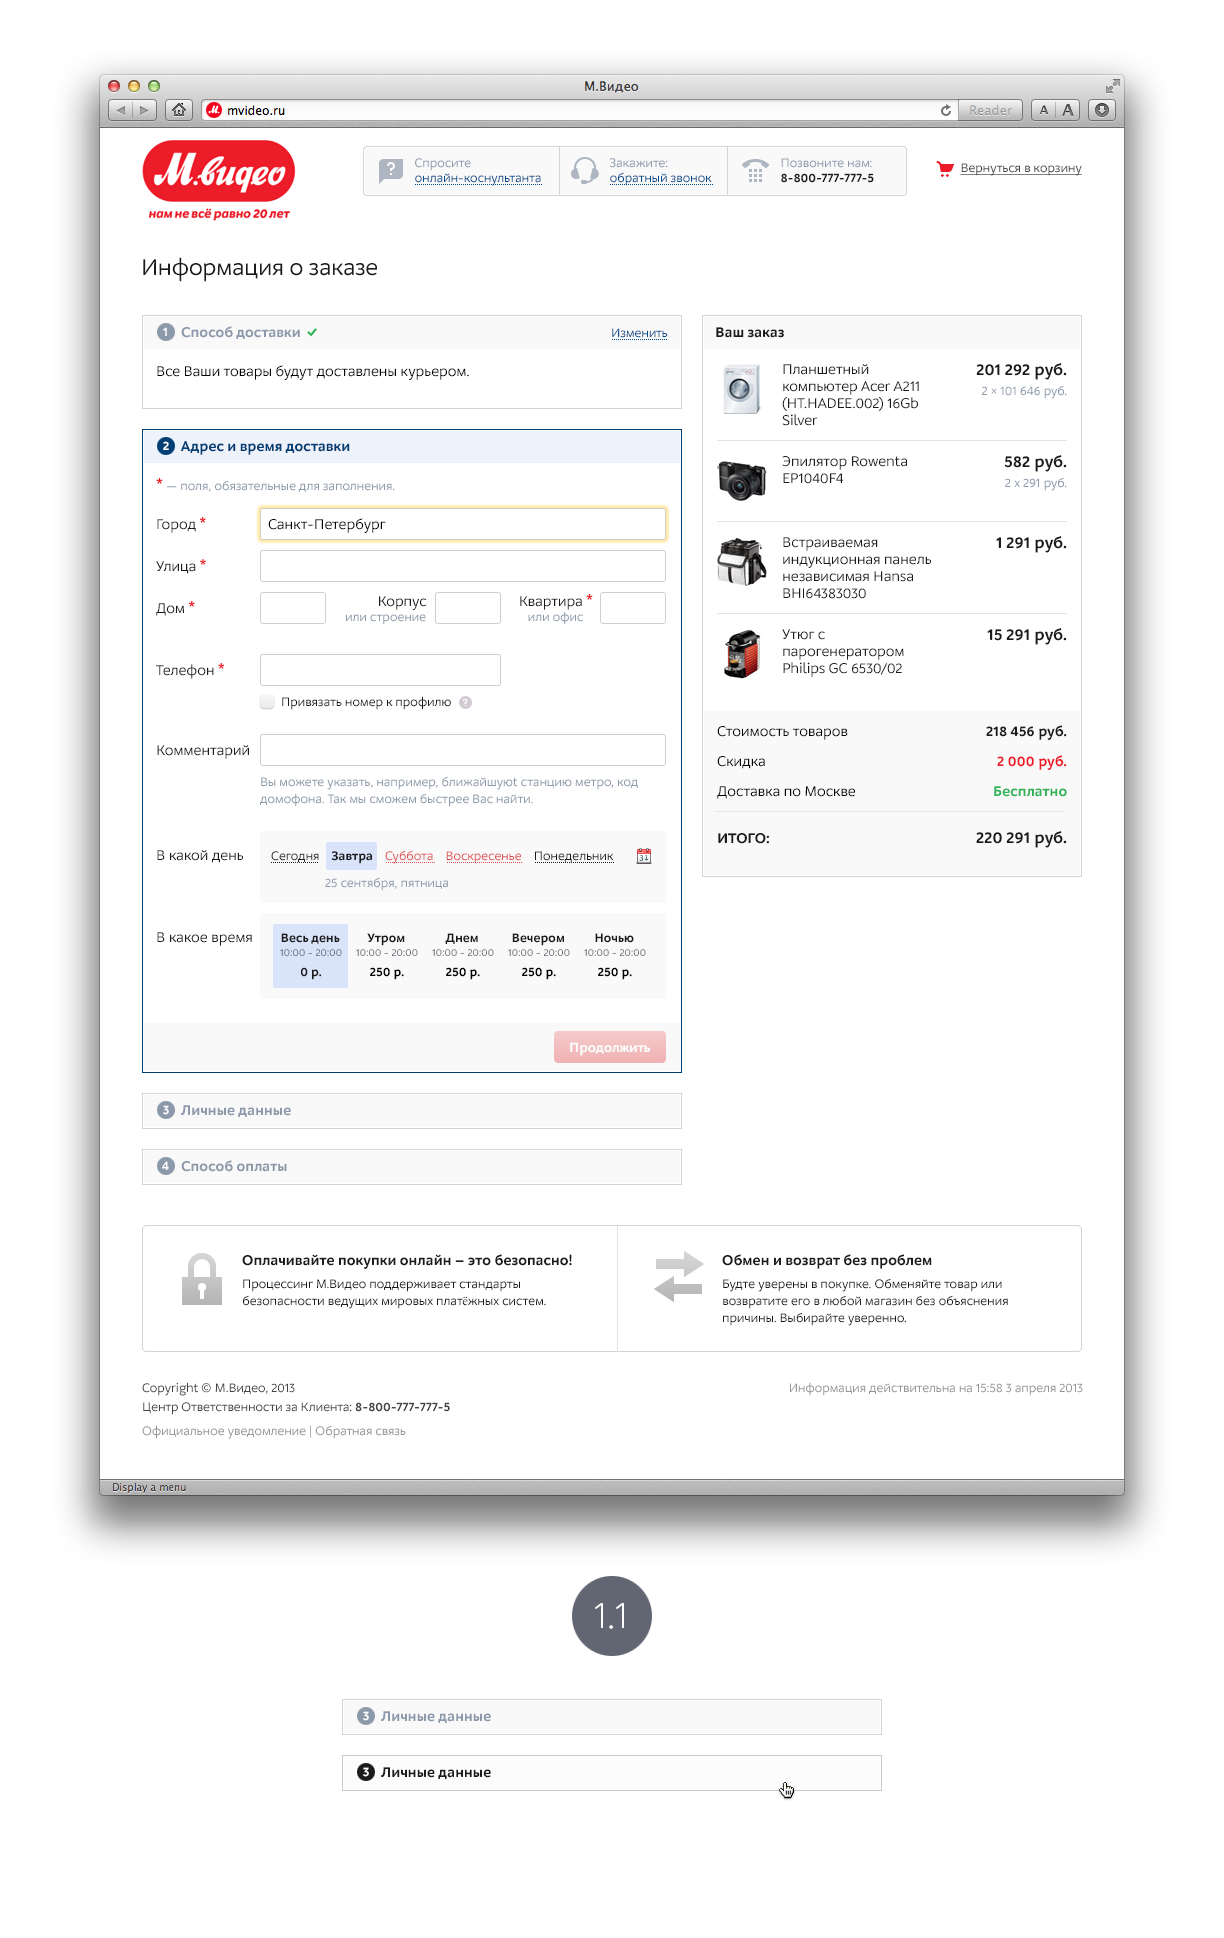 М.Видео
mvideo.ru
Reader
A A
М.видео
нам не всё равно 20 лет
Спросите
онлайн-коснультанта
Закажите:
обратный звонок
Позвоните нам:
8-800-777-777-5
Вернуться в корзину
Информация о заказе
1 Способ доставки
Изменить
Все Ваши товары будут доставлены курьером.
2 Адрес и время доставки
* — поля, обязательные для заполнения.
Город *
Санкт-Петербург
Улица *
Дом *
Корпус
или строение
Квартира *
или офис
Телефон *
Привязать номер к профилю ?
Комментарий
Вы можете указать, например, ближайшуюt станцию метро, код
домофона. Так мы сможем быстрее Вас найти.
В какой день
Сегодня Завтра Суббота Воскресенье Понедельник 31
25 сентября, пятница
В какое время
Весь день Утром Днем Вечером Ночью
10:00 – 20:00 10:00 – 20:00 10:00 – 20:00 10:00 – 20:00 10:00 – 20:00
0 р. 250 р. 250 р. 250 р. 250 р.
Продолжить
3 Личные данные
4 Способ оплаты
Ваш заказ
Планшетный
компьютер Acer A211
(HT.HADEE.002) 16Gb
Silver
201 292 руб.
2 × 101 646 руб.
Эпилятор Rowenta
EP1040F4
582 руб.
2 x 291 руб.
Встраиваемая
индукционная панель
независимая Hansa
BHI64383030
1 291 руб.
Утюг с
парогенератором
Philips GC 6530/02
15 291 руб.
Стоимость товаров 218 456 руб.
Скидка 2 000 руб.
Доставка по Москве Бесплатно
ИТОГО: 220 291 руб.
Оплачивайте покупки онлайн – это безопасно!
Процессинг М.Видео поддерживает стандарты
безопасности ведущих мировых платёжных систем.
Обмен и возврат без проблем
Будте уверены в покупке. Обменяйте товар или
возвратите его в любой магазин без объяснения
причины. Выбирайте уверенно.
Copyright © М.Видео, 2013
Центр Ответственности за Клиента: 8-800-777-777-5
Официальное уведомление | Обратная связь
Информация действительна на 15:58 3 апреля 2013
Display a menu
1.1
3 Личные данные
3 Личные данные